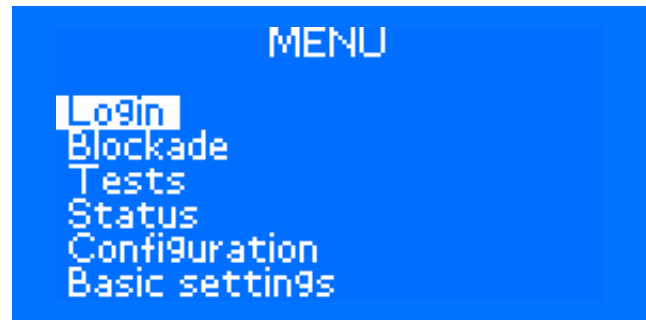 MENU
Login
Blockade
Tests
Status
Configuration
Basic settings